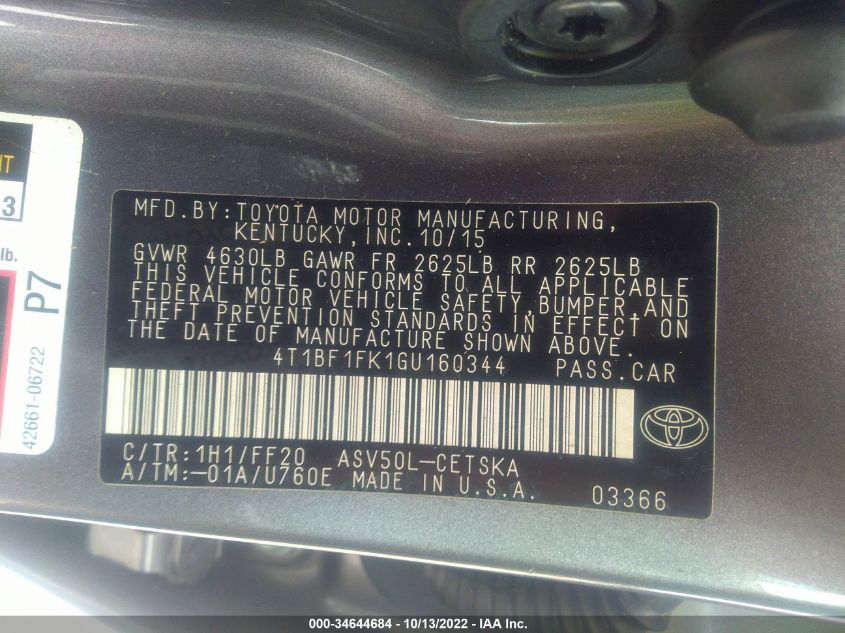 MFD.BY:TOYOTA MOTOR MANUFACTURING,
KENTUCKY,INC.10/15
GVWR 4630LB GAWR FR 2625LB RR 2625LB
THIS VEHICLE CONFORMS TO ALL APPLICABLE
FEDERAL MOTOR VEHICLE SAFETY,BUMPER,AND
THEFT PREVENTION STANDARDS IN EFFECT ON
THE DATE OF MANUFACTURE SHOWN ABOVE.
4T1BF1FK1GU160344 PASS.CAR
C/TR:1H1/FF20 ASV50L-CETSKA
A/TM:-01A/U760E MADE IN U.S.A. 03366
3
lb.
P7
42661-06722
000-34644684 - 10/13/2022 - IAA Inc.